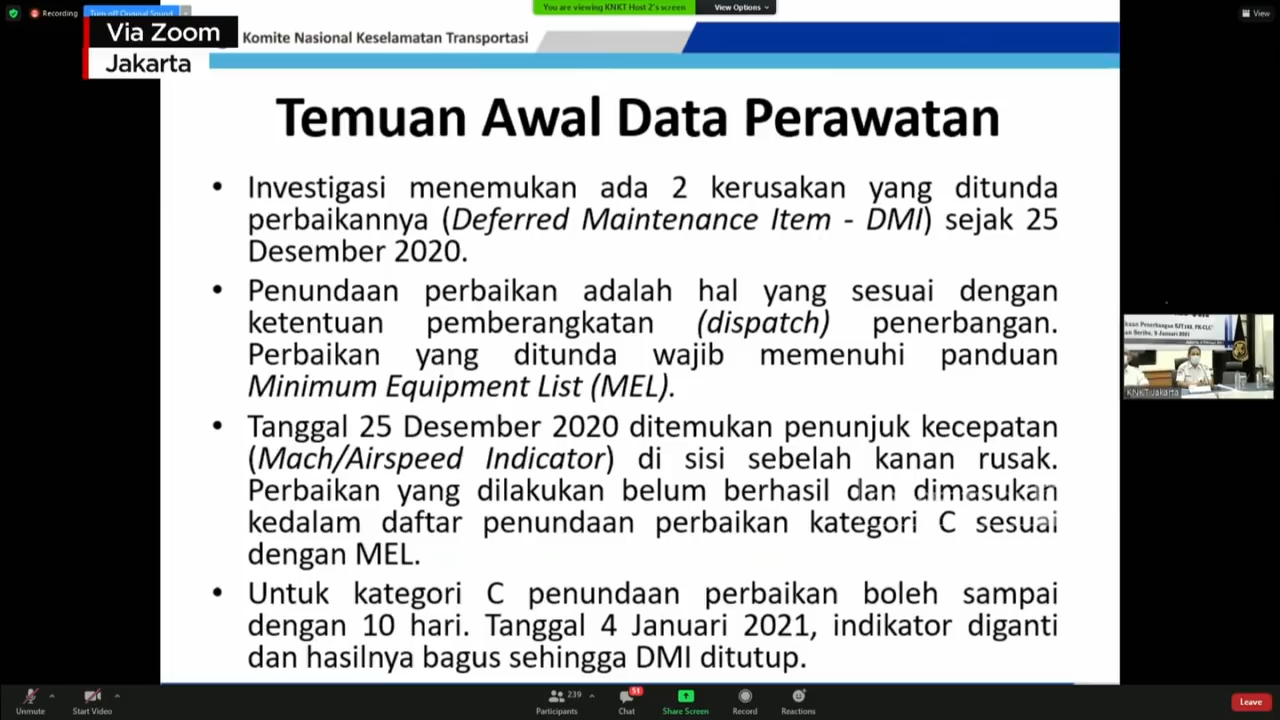 Recording
Turn off Original Sound
You are viewing KNKT Host 2's screen
View Options
View
Via Zoom
Jakarta
Komite Nasional Keselamatan Transportasi
Temuan Awal Data Perawatan
• Investigasi menemukan ada 2 kerusakan yang ditunda
perbaikannya (Deferred Maintenance Item - DMI) sejak 25
Desember 2020.
• Penundaan perbaikan adalah hal yang sesuai dengan
ketentuan pemberangkatan (dispatch) penerbangan.
Perbaikan yang ditunda wajib memenuhi panduan
Minimum Equipment List (MEL).
• Tanggal 25 Desember 2020 ditemukan penunjuk kecepatan
(Mach/Airspeed Indicator) di sisi sebelah kanan rusak.
Perbaikan yang dilakukan belum berhasil dan dimasukan
kedalam daftar penundaan perbaikan kategori C sesuai
dengan MEL.
• Untuk kategori C penundaan perbaikan boleh sampai
dengan 10 hari. Tanggal 4 Januari 2021, indikator diganti
dan hasilnya bagus sehingga DMI ditutup.
KNKT Jakarta
Unmute
Start Video
239
Participants
51
Chat
Share Screen
Record
Reactions
Leave